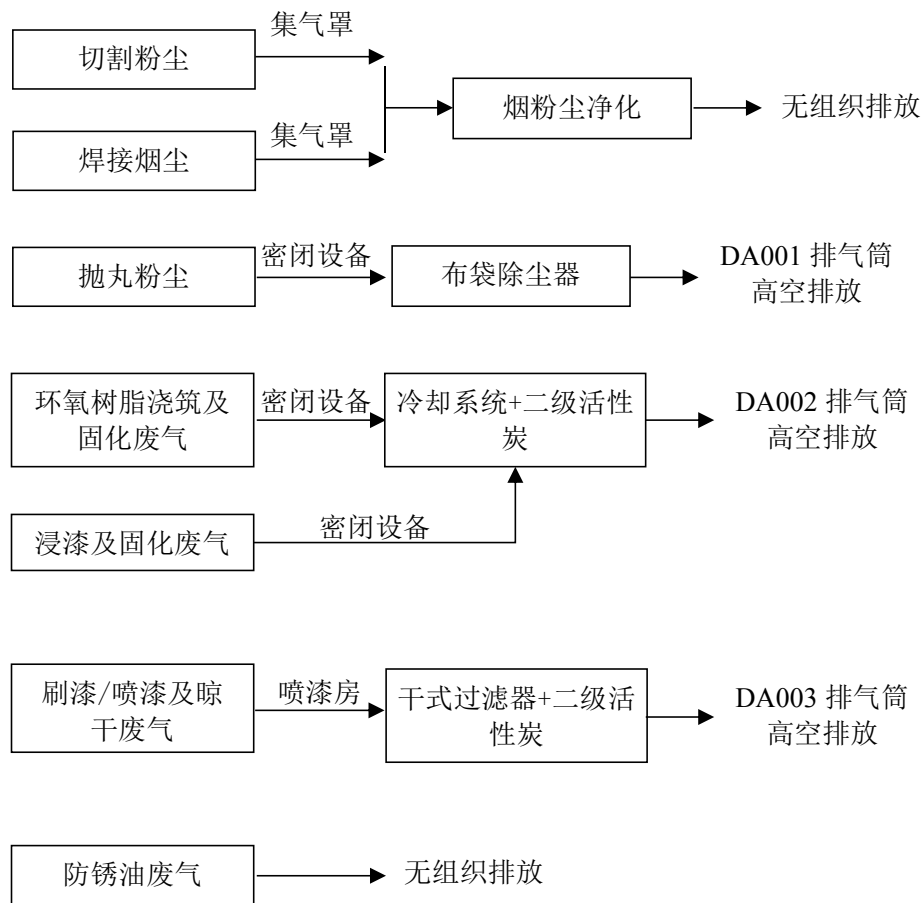 集气罩
切割粉尘
烟粉尘净化
无组织排放
集气罩
焊接烟尘
抛丸粉尘
密闭设备
布袋除尘器
DA001 排气筒
高空排放
环氧树脂浇筑及
固化废气
密闭设备
冷却系统+二级活性
炭
DA002 排气筒
高空排放
浸漆及固化废气
密闭设备
刷漆/喷漆及晾
干废气
喷漆房
干式过滤器+二级活
性炭
DA003 排气筒
高空排放
防锈油废气
无组织排放